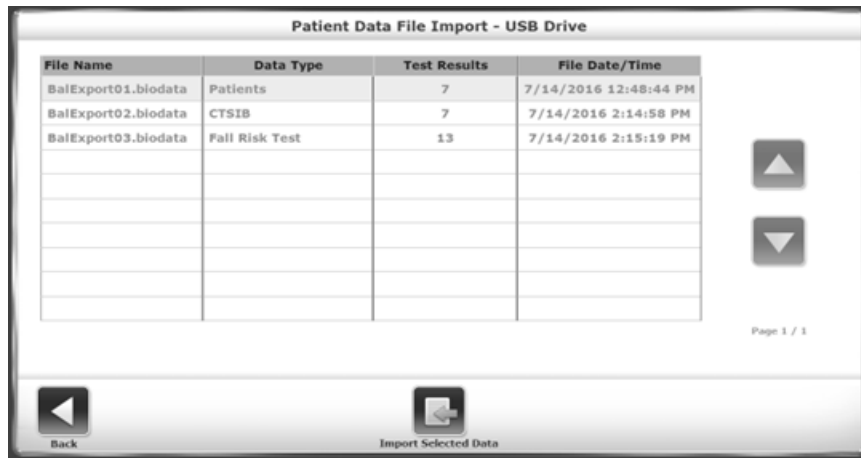 Patient Data File Import - USB Drive
File Name Data Type Test Results File Date/Time
BalExport01.biodata Patients 7 7/14/2016 12:48:44 PM
BalExport02.biodata CTSIB 7 7/14/2016 2:14:58 PM
BalExport03.biodata Fall Risk Test 13 7/14/2016 2:15:19 PM
Page 1 / 1
Back Import Selected Data